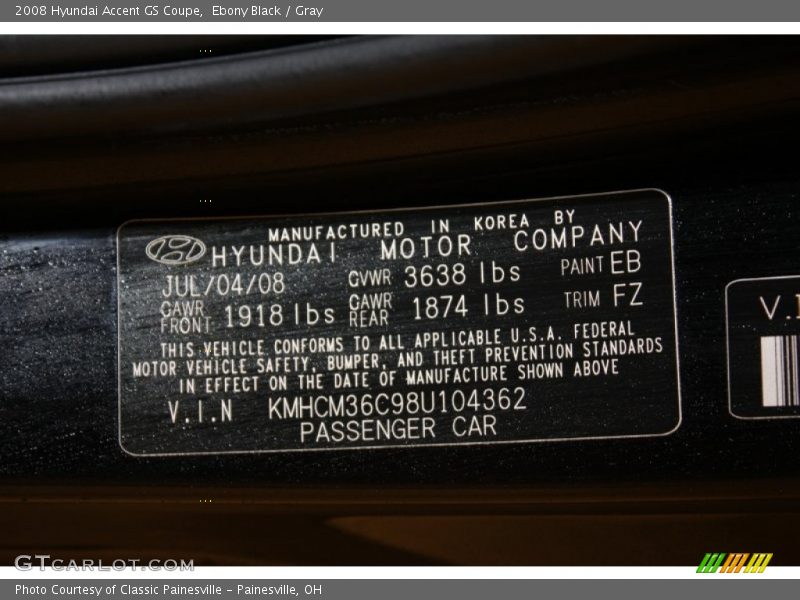 2008 Hyundai Accent GS Coupe,  Ebony Black / Gray
MANUFACTURED IN KOREA BY
HYUNDAI MOTOR COMPANY
JUL/04/08 GVWR 3638 lbs PAINT EB
GAWR FRONT 1918 lbs GAWR REAR 1874 lbs TRIM FZ
THIS VEHICLE CONFORMS TO ALL APPLICABLE U.S.A. FEDERAL
MOTOR VEHICLE SAFETY, BUMPER, AND THEFT PREVENTION STANDARDS
IN EFFECT ON THE DATE OF MANUFACTURE SHOWN ABOVE
V.I.N KMHCM36C98U104362
PASSENGER CAR
GTCARLOT.COM
Photo Courtesy of Classic Painesville - Painesville, OH